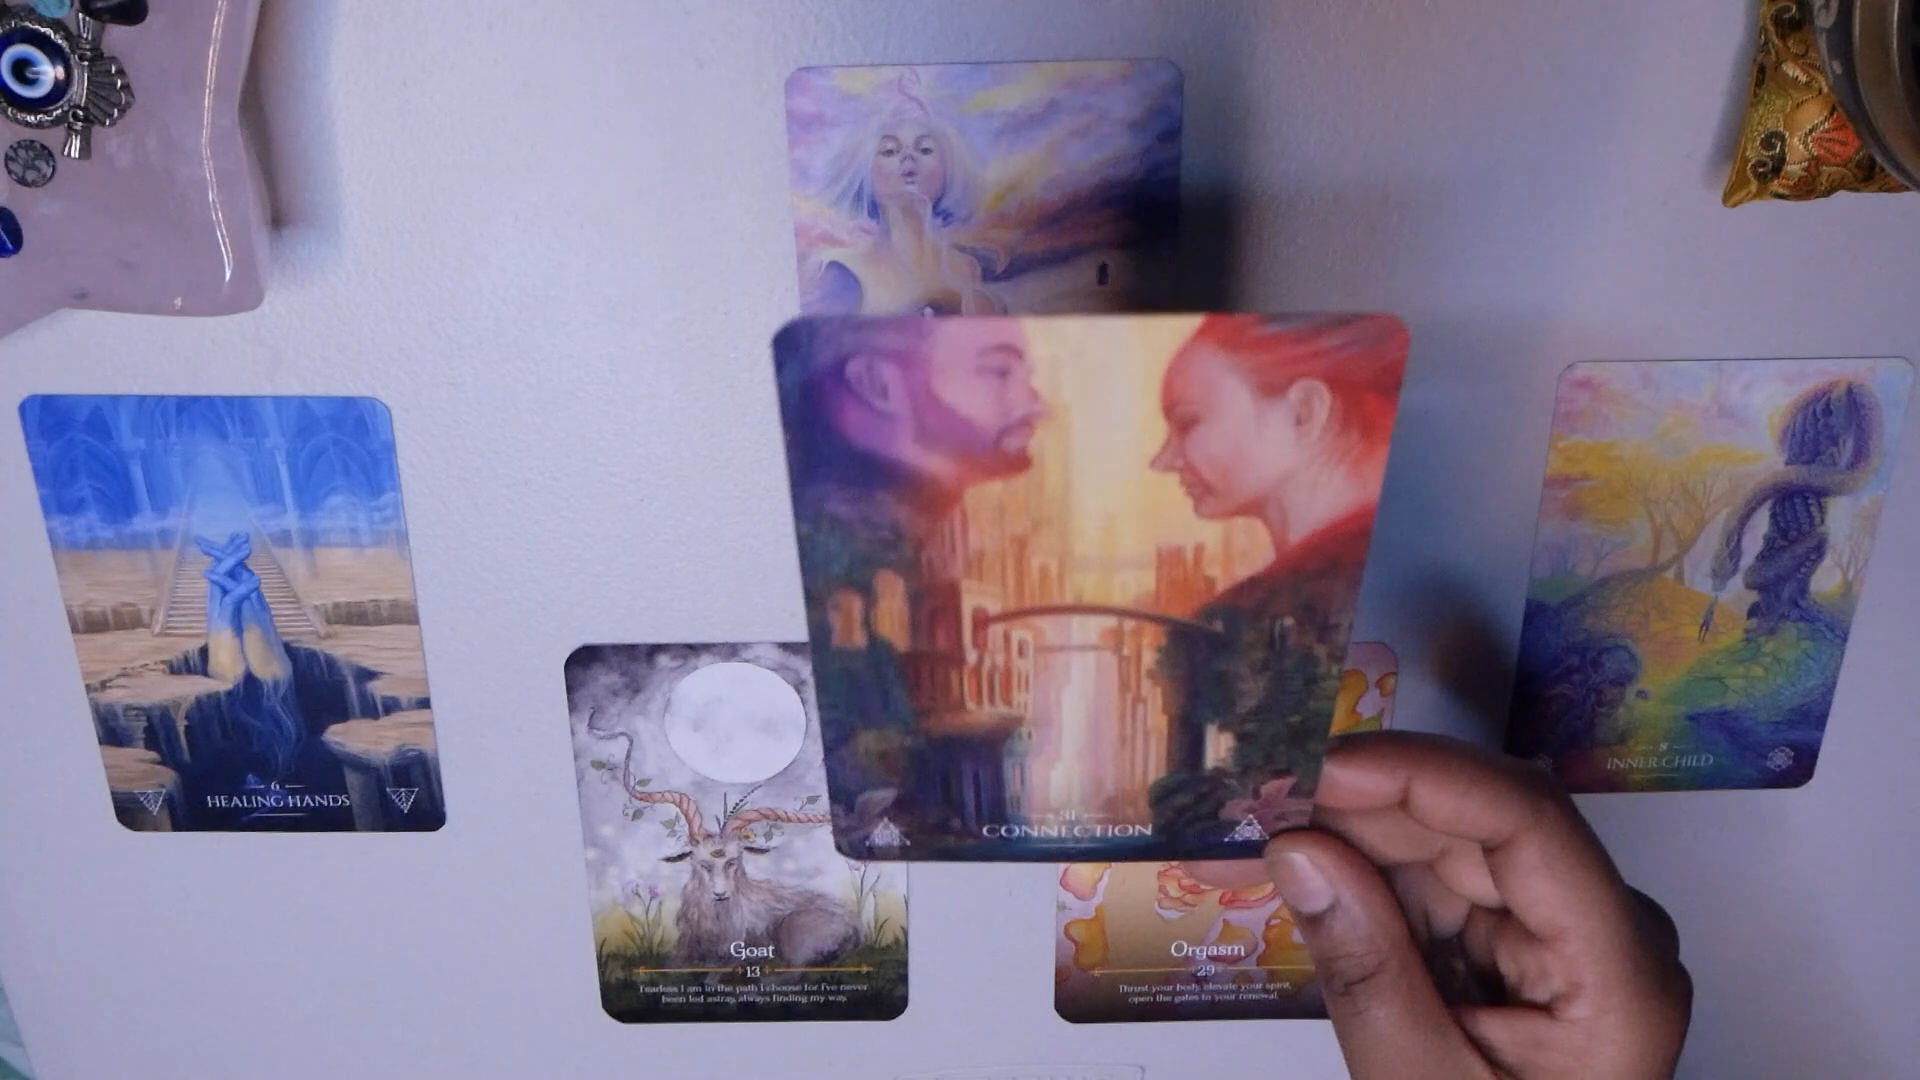 6
HEALING HANDS
Goat
13
Fearless I am in the path I choose for I've never
been led astray, always finding my way.
31
CONNECTION
Orgasm
29
Thrust your body, elevate your spirit,
open the gates to your renewal.
8
INNER CHILD